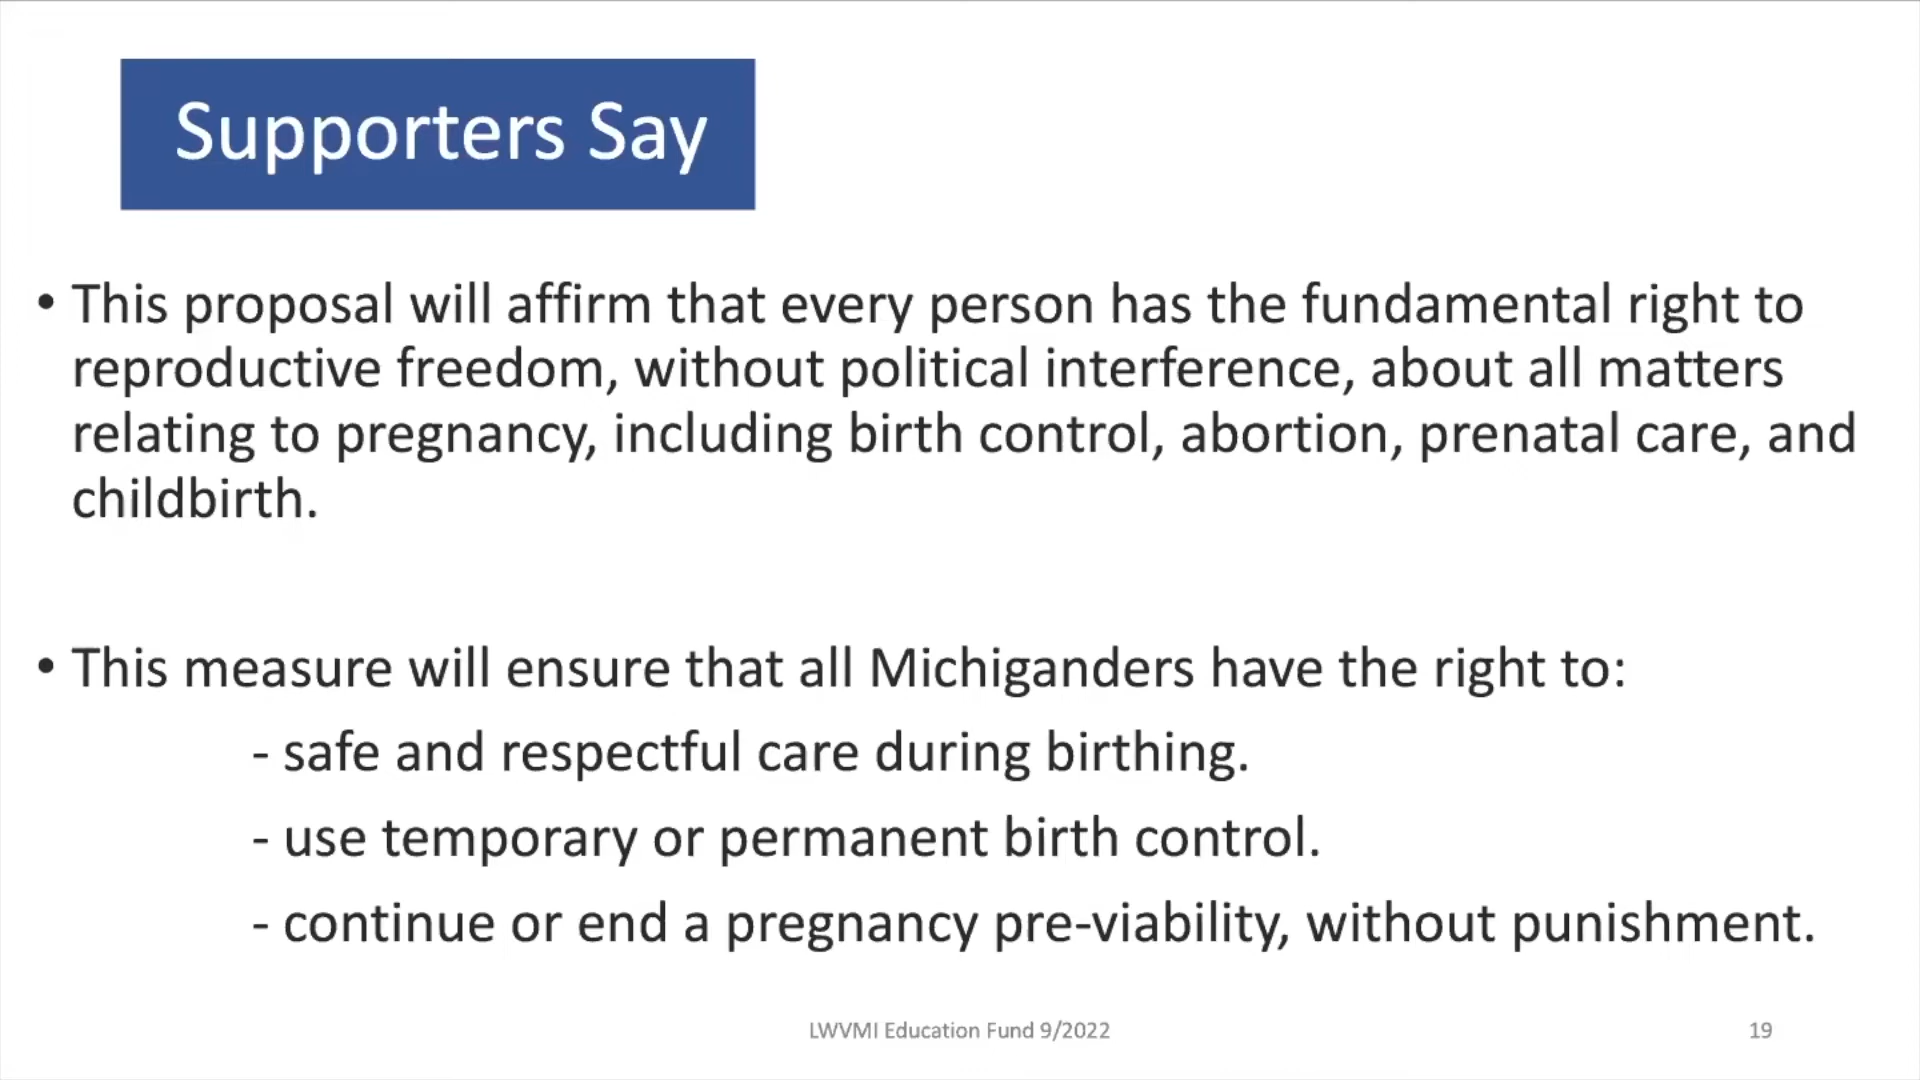 Supporters Say
• This proposal will affirm that every person has the fundamental right to
reproductive freedom, without political interference, about all matters
relating to pregnancy, including birth control, abortion, prenatal care, and
childbirth.
• This measure will ensure that all Michiganders have the right to:
- safe and respectful care during birthing.
- use temporary or permanent birth control.
- continue or end a pregnancy pre-viability, without punishment.
LWVMI Education Fund 9/2022
19